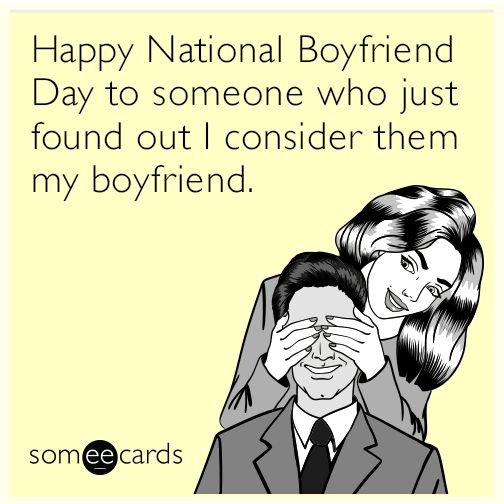 Happy National Boyfriend
Day to someone who just
found out I consider them
my boyfriend.
someecards